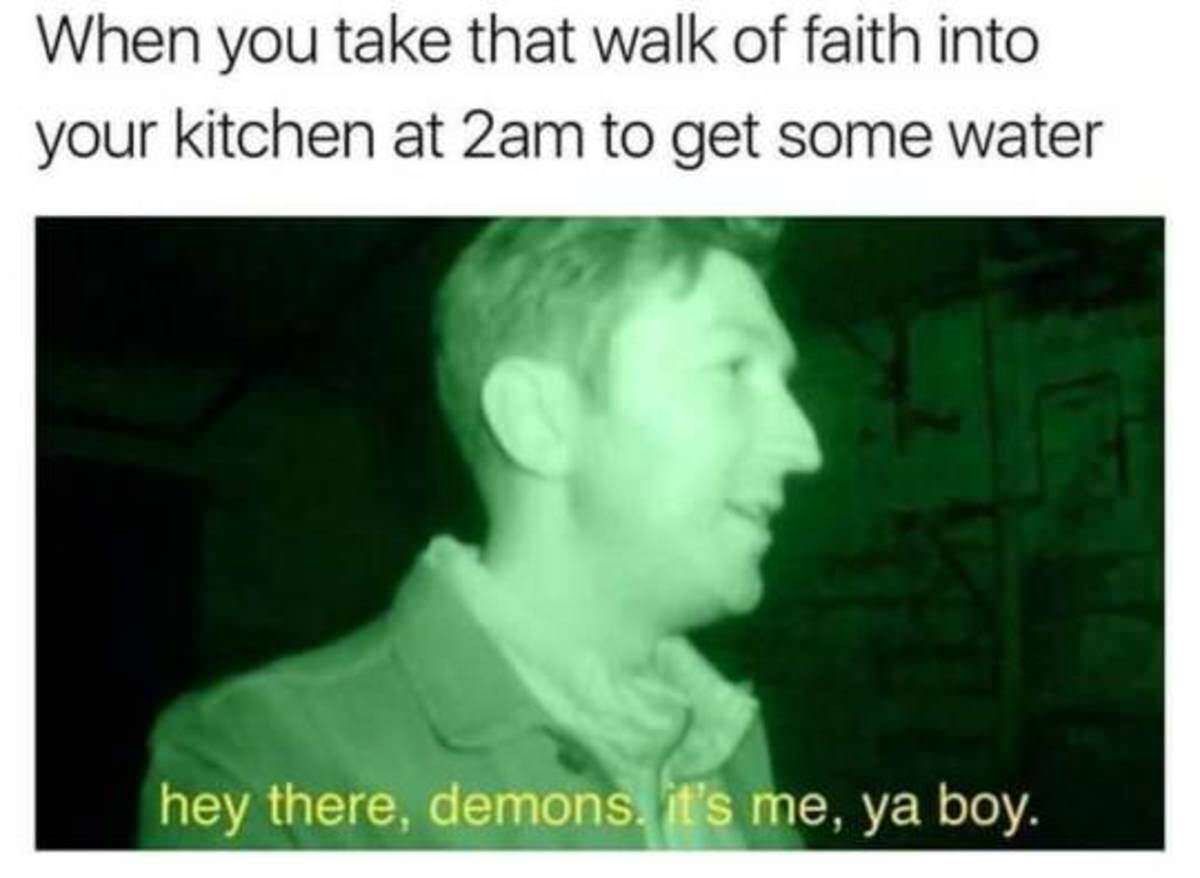 When you take that walk of faith into
your kitchen at 2am to get some water
hey there, demons. it's me, ya boy.